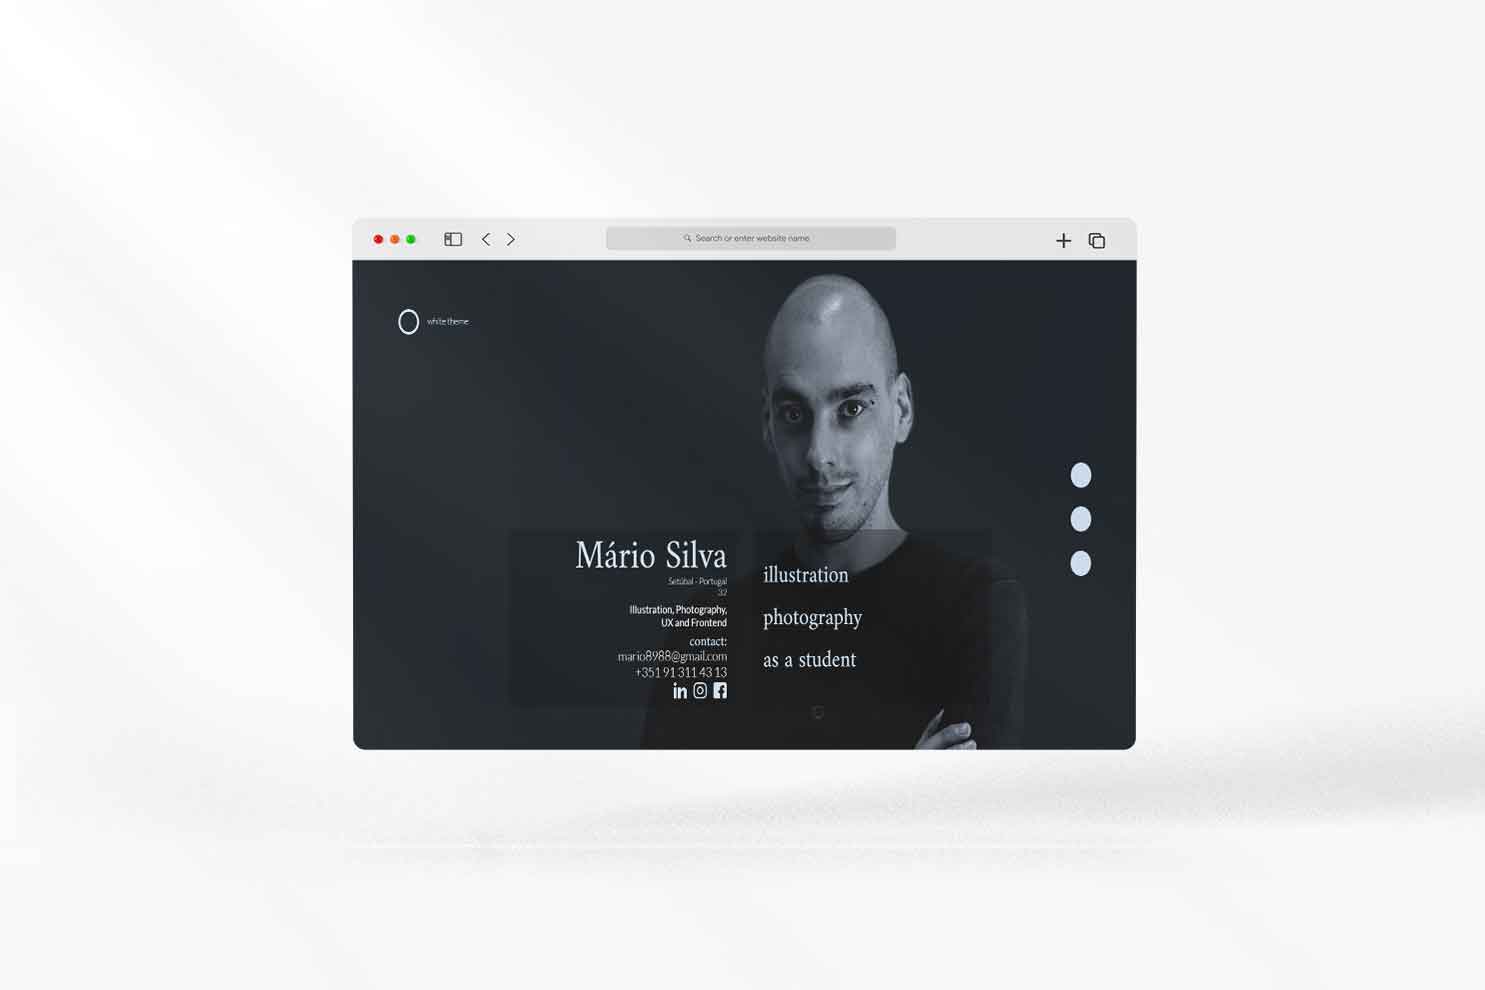 Search or enter website name
white theme
Mário Silva
Setúbal - Portugal
32
Illustration, Photography,
UX and Frontend
contact:
mario8988@gmail.com
+351 91 311 43 13
illustration
photography
as a student